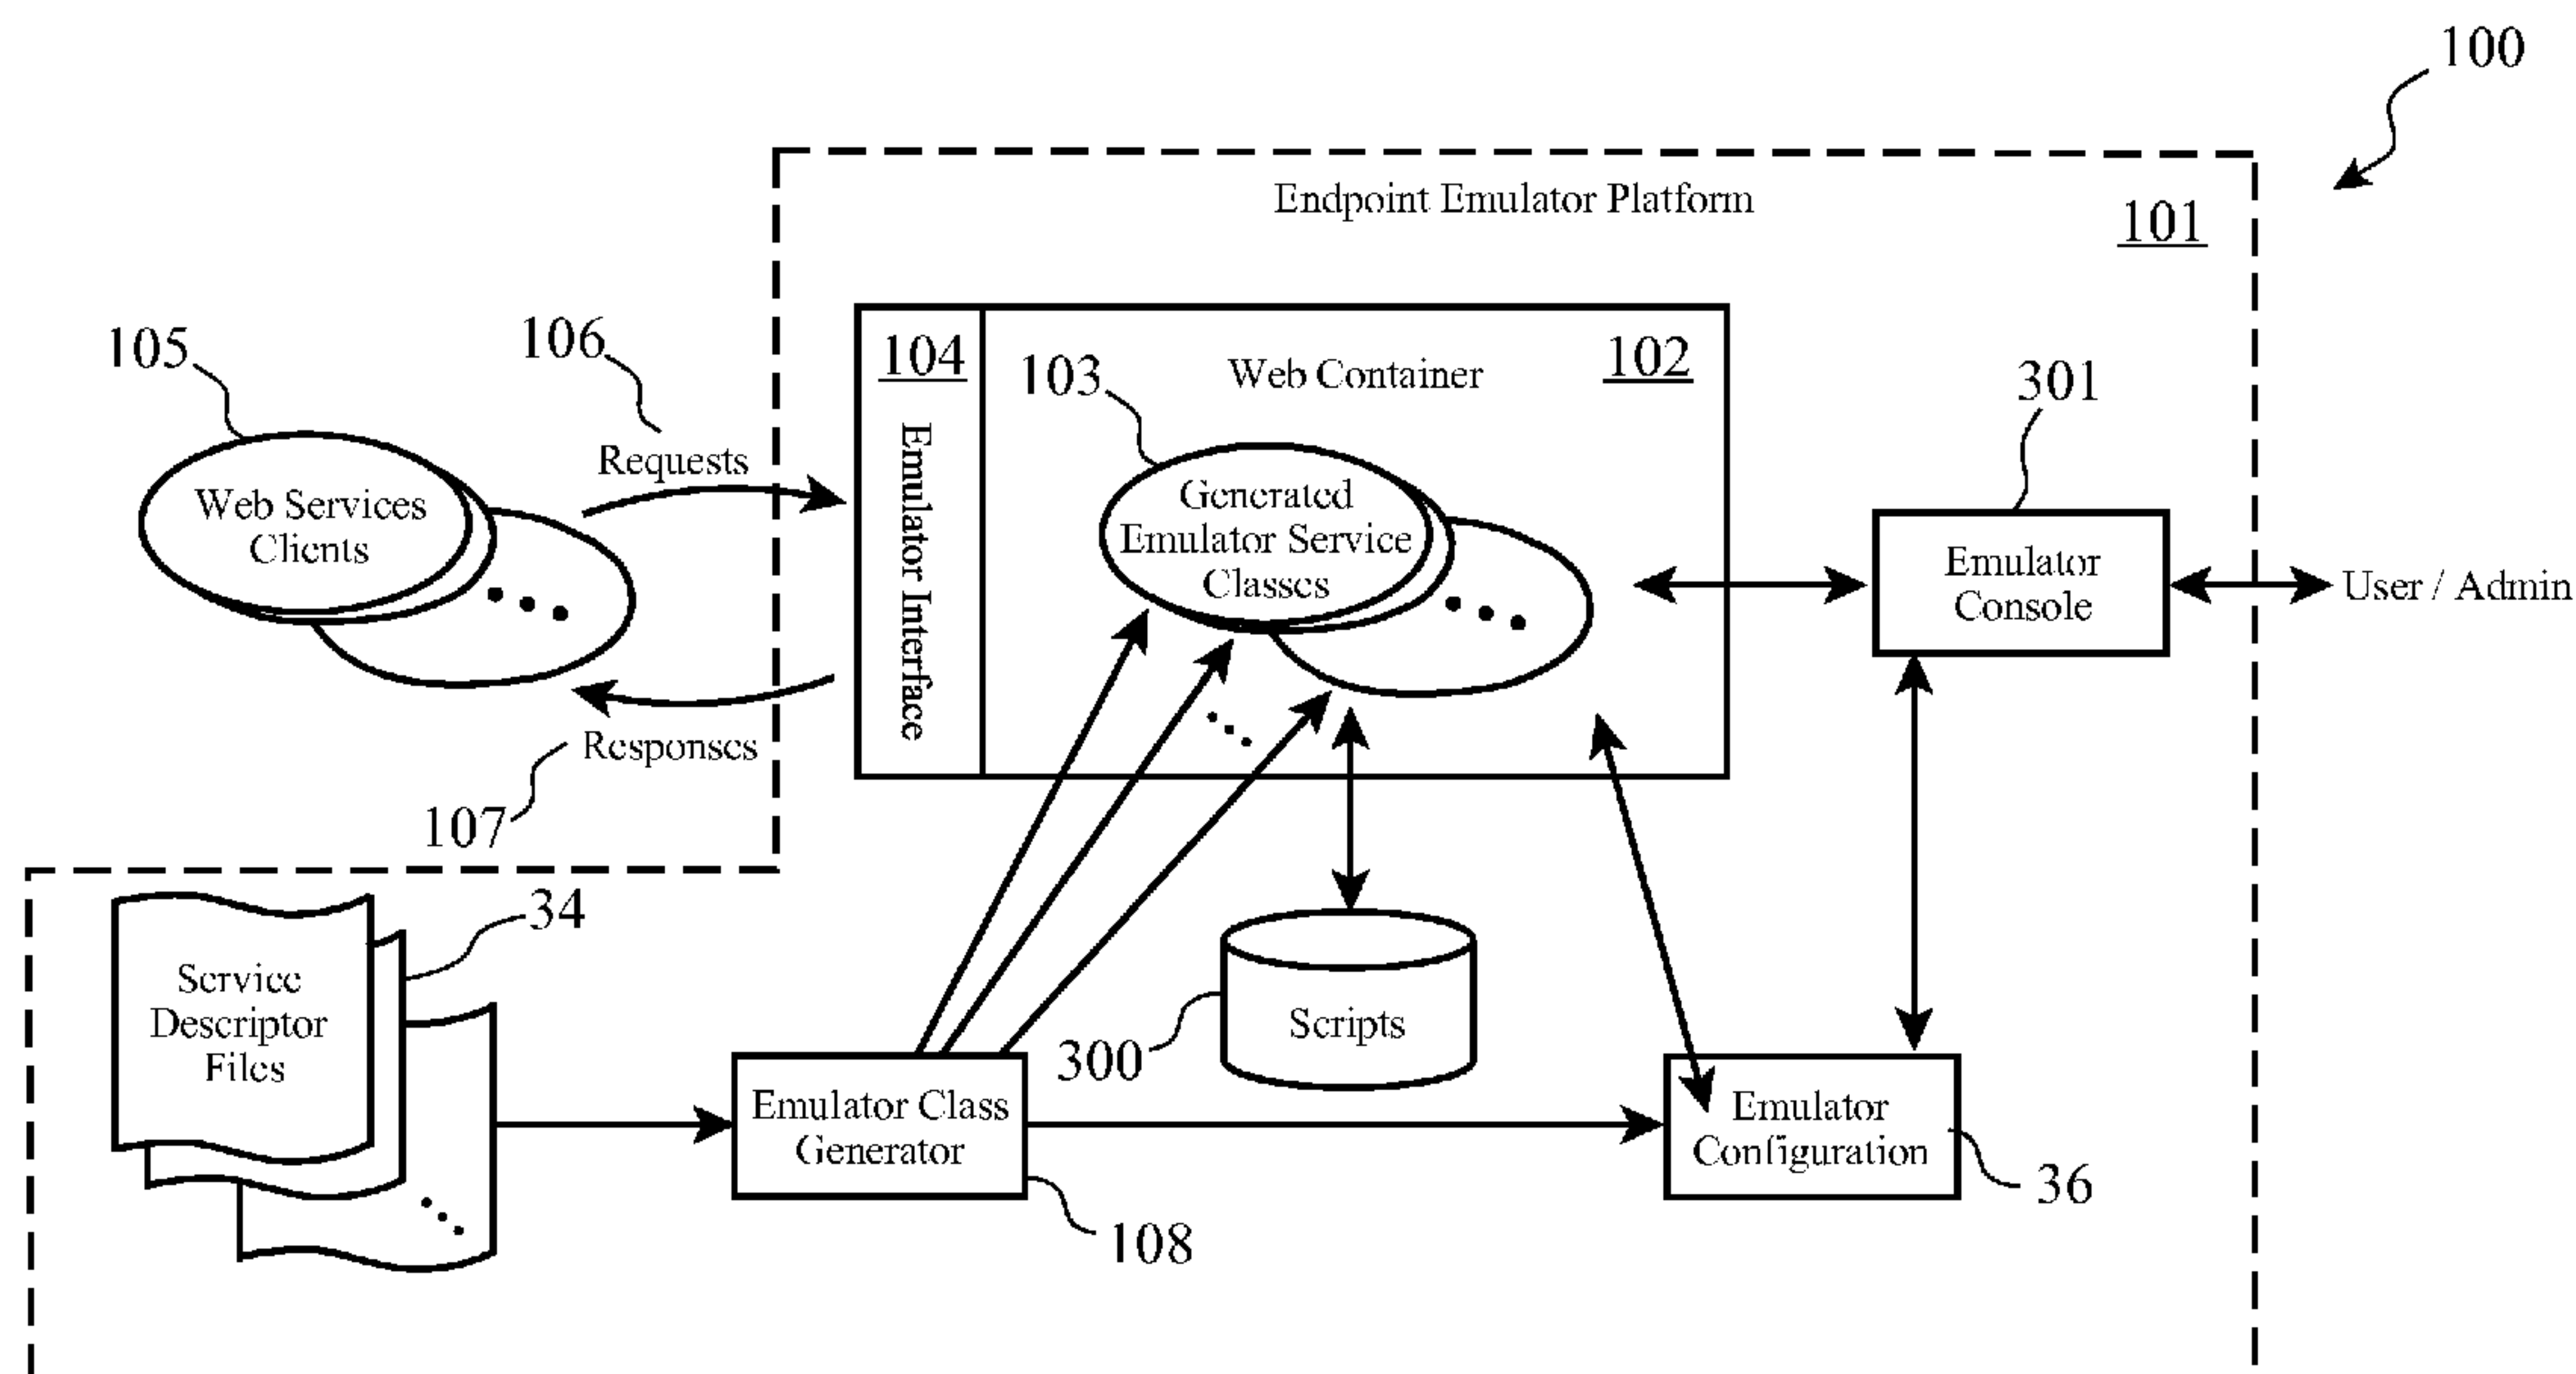 100
Endpoint Emulator Platform
101
105
106
104
103
Web Container
102
301
Requests
Web Services
Clients
Emulator Interface
Generated
Emulator Service
Classes
Emulator
Console
User / Admin
Responses
107
34
Service
Descriptor
Files
Scripts
300
Emulator Class
Generator
108
Emulator
Configuration
36